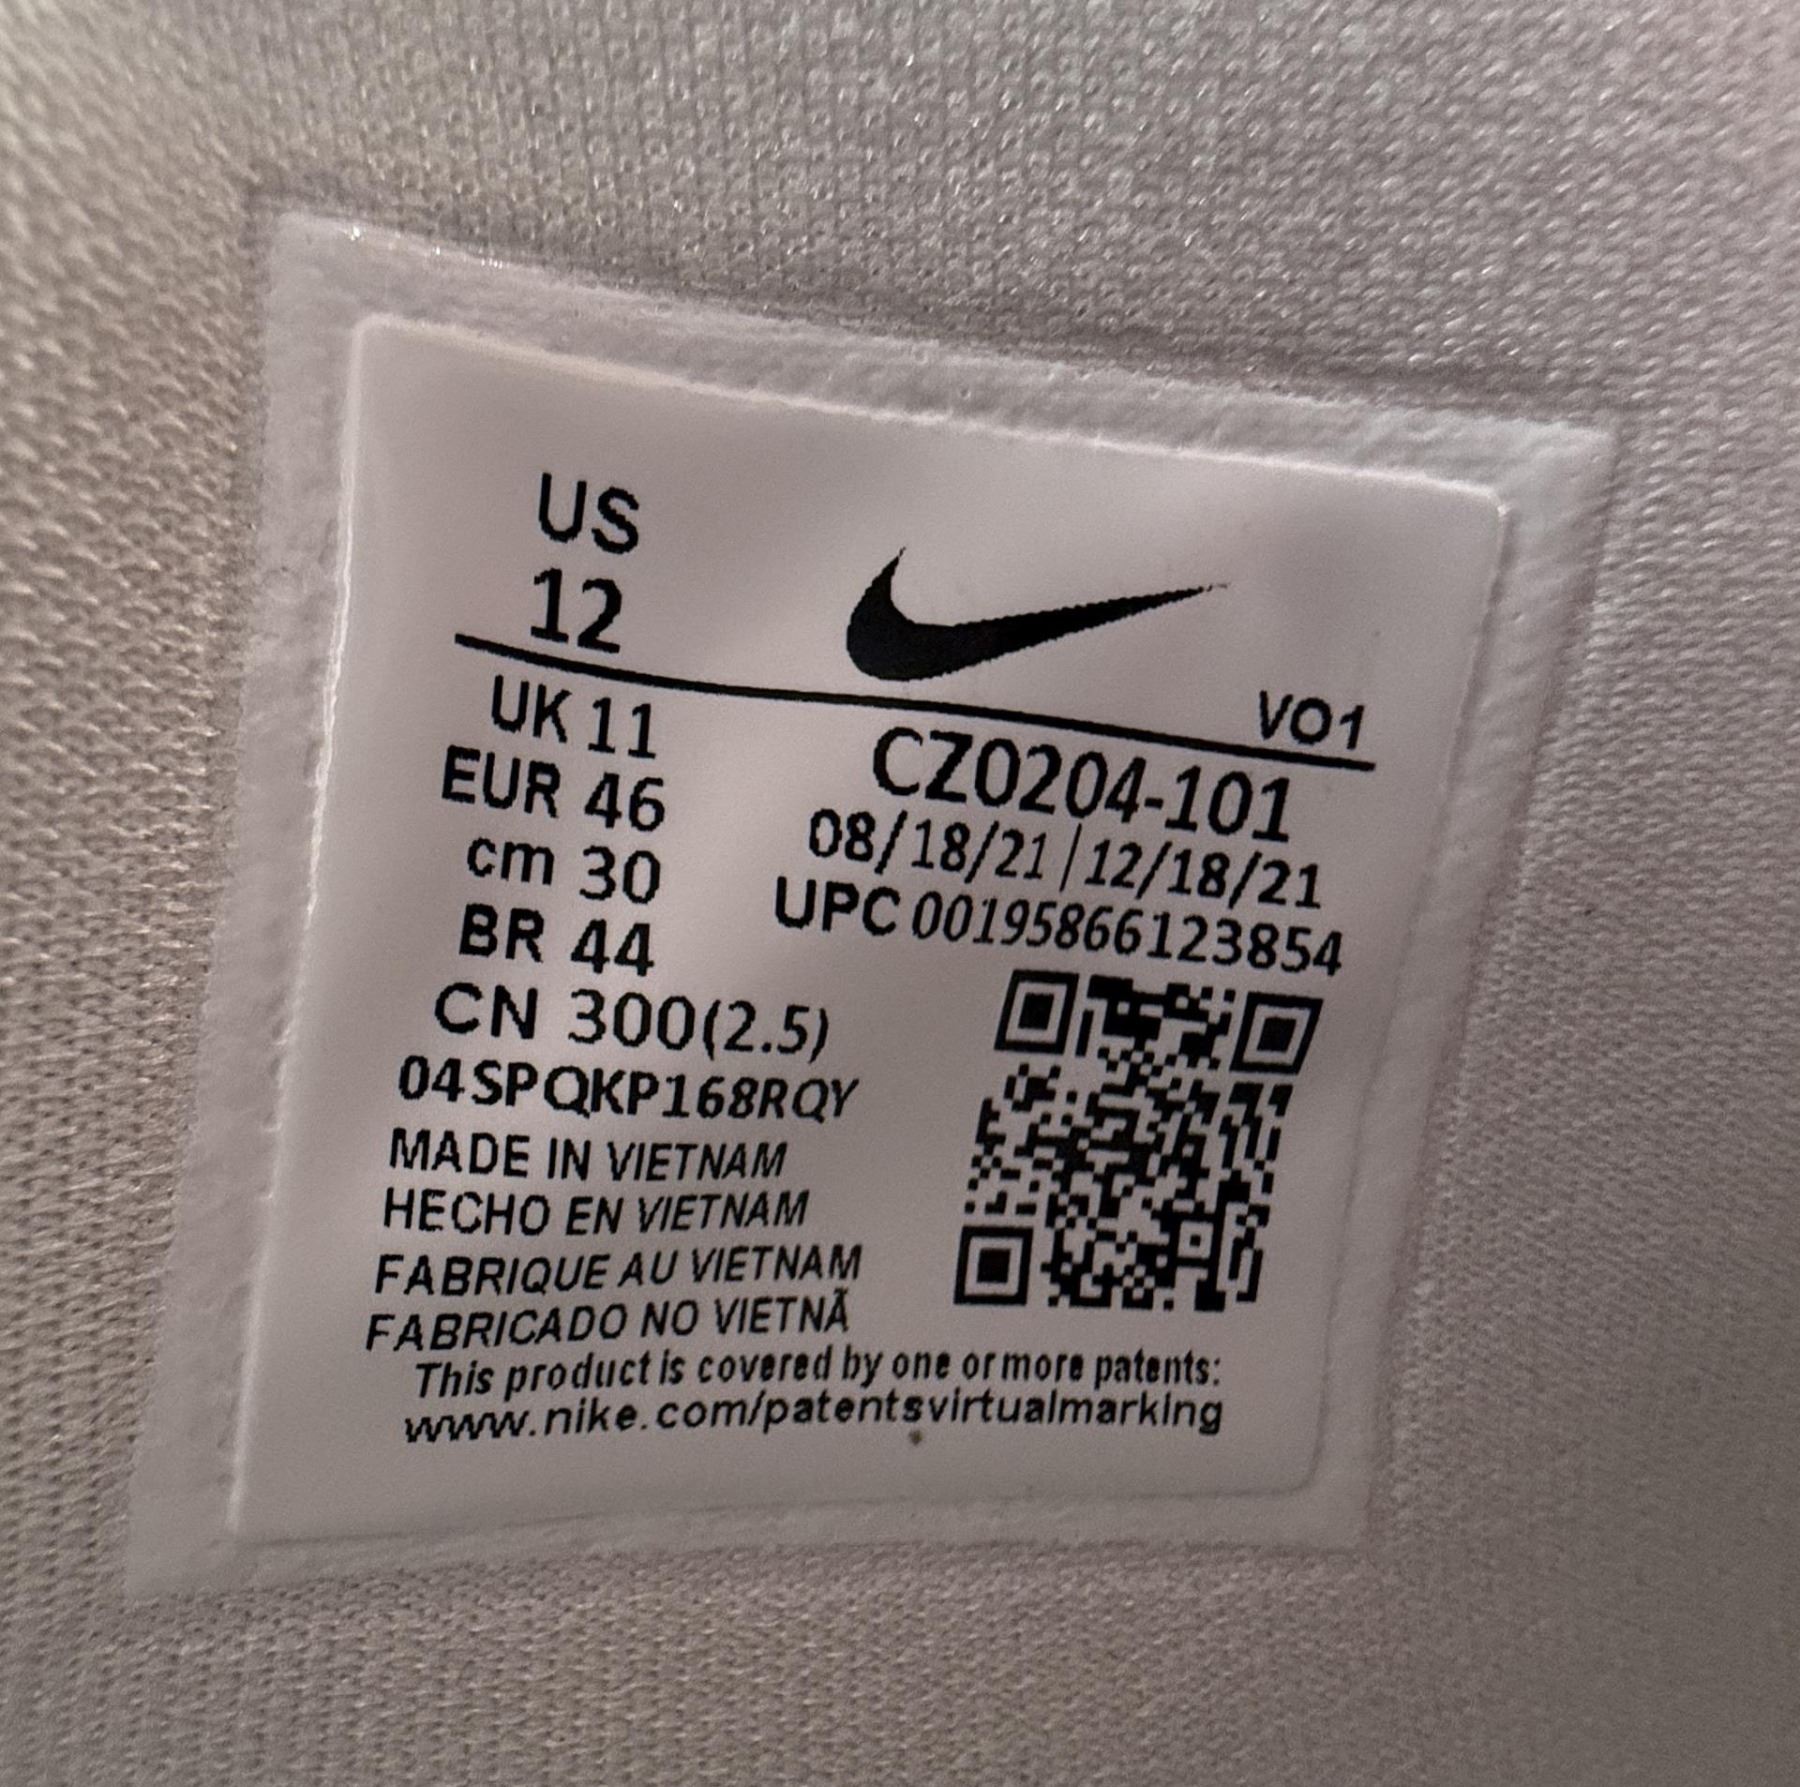 US
12
VO1
UK 11
EUR 46
cm 30
BR 44
CN 300(2.5)
CZ0204-101
08/18/21|12/18/21
UPC 00195866123854
04SPQKP168RQY
MADE IN VIETNAM
HECHO EN VIETNAM
FABRIQUE AU VIETNAM
FABRICADO NO VIETNÃ
This product is covered by one or more patents:
www.nike.com/patentsvirtualmarking